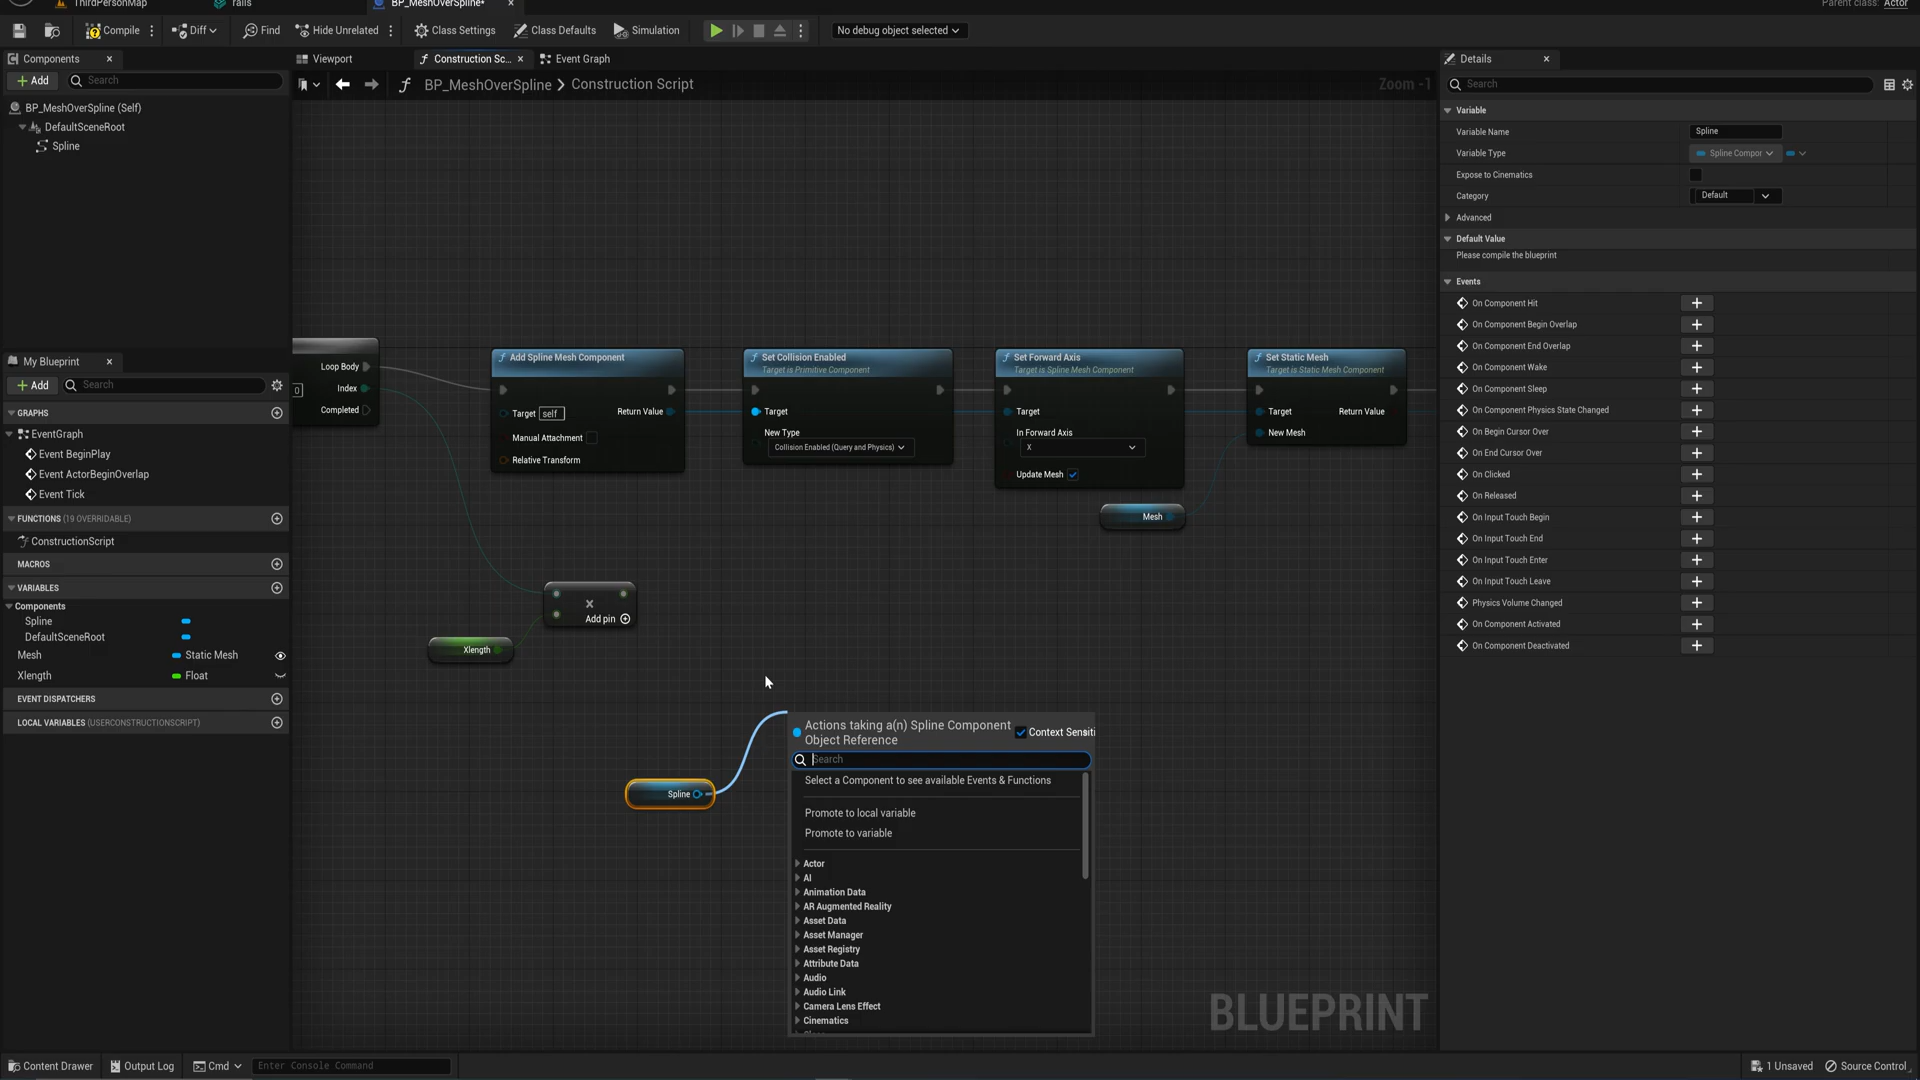 ThirdPersonMap
rails
BP_MeshOverSpline*
Parent class: Actor
Compile
Diff
Find
Hide Unrelated
Class Settings
Class Defaults
Simulation
No debug object selected
Components
Viewport
Construction Sc...
Event Graph
Details
Add
Search
BP_MeshOverSpline > Construction Script
Zoom -1
Search
BP_MeshOverSpline (Self)
DefaultSceneRoot
Spline
Variable
Variable Name
Spline
Variable Type
Spline Compor
Expose to Cinematics
Category
Default
Advanced
Default Value
Please compile the blueprint
Events
On Component Hit
On Component Begin Overlap
On Component End Overlap
On Component Wake
On Component Sleep
On Component Physics State Changed
On Begin Cursor Over
On End Cursor Over
On Clicked
On Released
On Input Touch Begin
On Input Touch End
On Input Touch Enter
On Input Touch Leave
Physics Volume Changed
On Component Activated
On Component Deactivated
My Blueprint
Add
Search
GRAPHS
EventGraph
Event BeginPlay
Event ActorBeginOverlap
Event Tick
FUNCTIONS (19 OVERRIDABLE)
ConstructionScript
MACROS
VARIABLES
Components
Spline
DefaultSceneRoot
Mesh
Static Mesh
Xlength
Float
EVENT DISPATCHERS
LOCAL VARIABLES (USERCONSTRUCTIONSCRIPT)
Loop Body
0
Index
Completed
Add Spline Mesh Component
Target
self
Return Value
Manual Attachment
Relative Transform
Set Collision Enabled
Target is Primitive Component
Target
New Type
Collision Enabled (Query and Physics)
Set Forward Axis
Target is Spline Mesh Component
Target
In Forward Axis
X
Update Mesh
Set Static Mesh
Target is Static Mesh Component
Target
Return Value
New Mesh
Mesh
x
Add pin
Xlength
Spline
Actions taking a(n) Spline Component
Object Reference
Context Sensiti
Search
Select a Component to see available Events & Functions
Promote to local variable
Promote to variable
Actor
AI
Animation Data
AR Augmented Reality
Asset Data
Asset Manager
Asset Registry
Attribute Data
Audio
Audio Link
Camera Lens Effect
Cinematics
BLUEPRINT
Content Drawer
Output Log
Cmd
Enter Console Command
1 Unsaved
Source Control